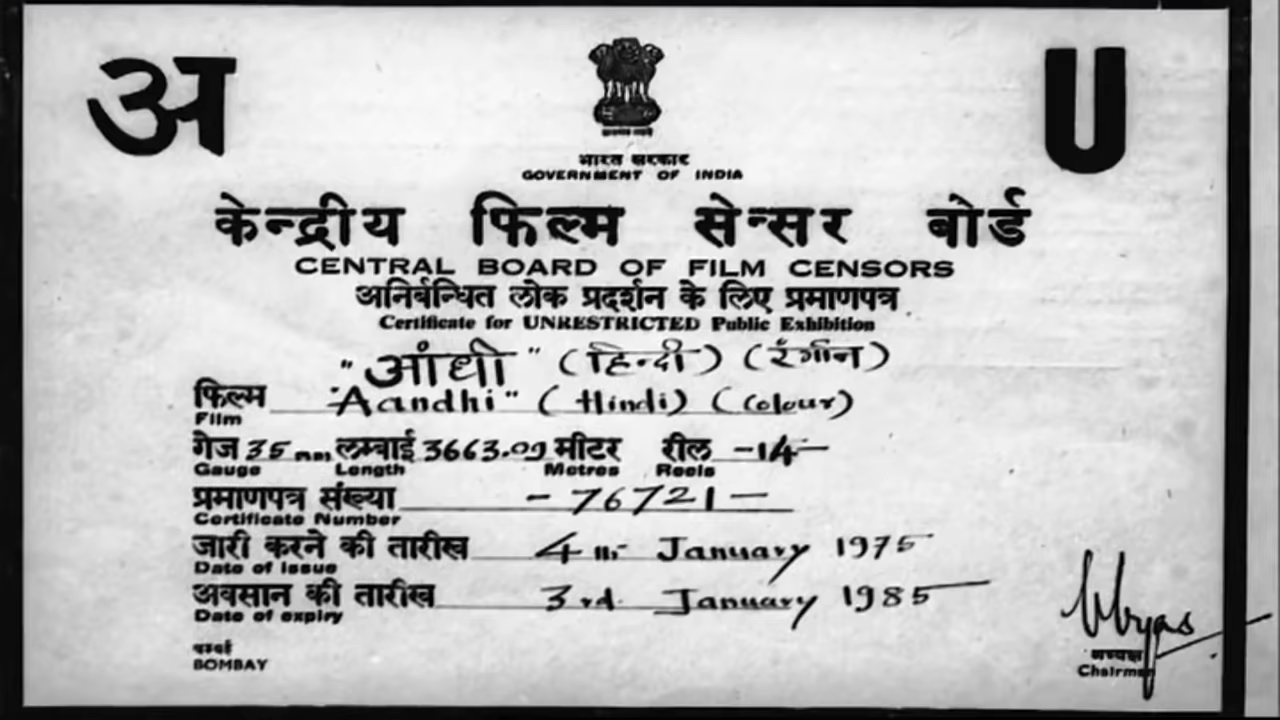 अ U
भारत सरकार
GOVERNMENT OF INDIA
केन्द्रीय फिल्म सेन्सर बोर्ड
CENTRAL BOARD OF FILM CENSORS
अनिर्बन्धित लोक प्रदर्शन के लिए प्रमाणपत्र
Certificate for UNRESTRICTED Public Exhibition
"आंधी" (हिन्दी) (रंगीन)
फिल्म "Aandhi" (Hindi) (Colour)
Film
गेज 35 mm लम्बाई 3663.09 मीटर रील -14-
Gauge Length Metres Reels
प्रमाणपत्र संख्या -76721-
Certificate Number
जारी करने की तारीख 4th January 1975
Date of issue
अवसान की तारीख 3rd January 1985
Date of expiry
बम्बई
BOMBAY
अध्यक्ष
Chairman